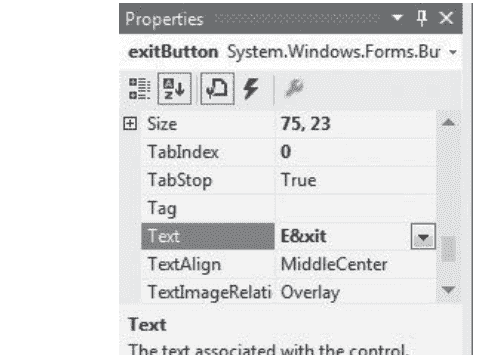 Properties
exitButton System.Windows.Forms.Bu
Size 75, 23
TabIndex 0
TabStop True
Tag
Text E&xit
TextAlign MiddleCenter
TextImageRelati Overlay
Text
The text associated with the control.